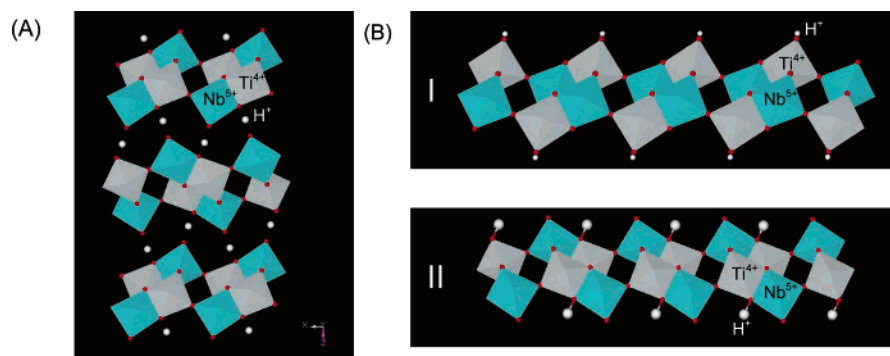 (A)
Ti4+
Nb5+
H+
X
Z
(B)
I
H+
Ti4+
Nb5+
II
Ti4+
Nb5+
H+